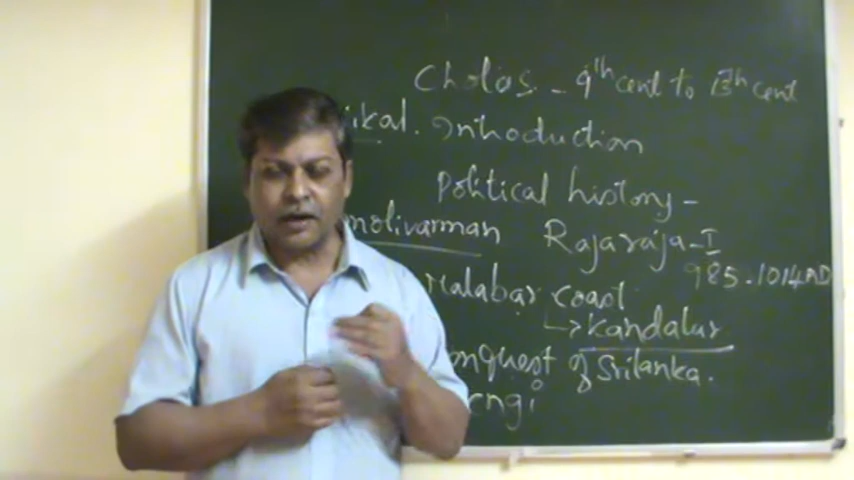 Cholas - 9th cent to 13th cent
ikal. Introduction
Political history -
molivarman Rajaraja-I
985-1014AD
Malabar coast
→ Kandalur
onquest of Srilanka.
engi